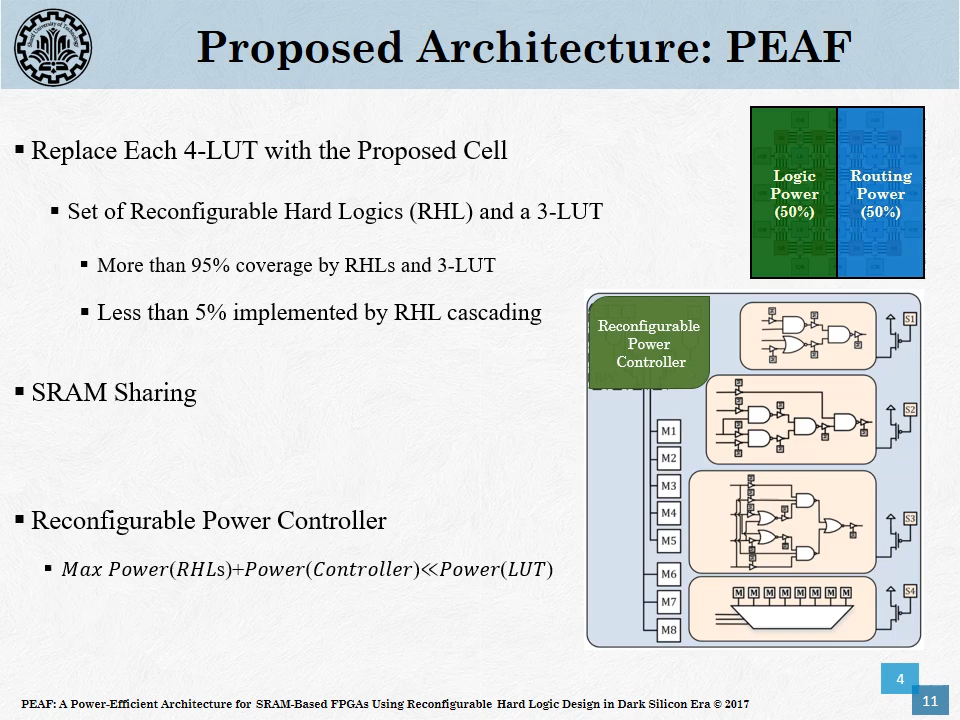 Proposed Architecture: PEAF
▪ Replace Each 4-LUT with the Proposed Cell
▪ Set of Reconfigurable Hard Logics (RHL) and a 3-LUT
▪ More than 95% coverage by RHLs and 3-LUT
▪ Less than 5% implemented by RHL cascading
▪ SRAM Sharing
▪ Reconfigurable Power Controller
▪ Max Power(RHLs)+Power(Controller)≪Power(LUT)
Logic
Power
(50%)
Routing
Power
(50%)
Reconfigurable
Power
Controller
S1
S2
S3
S4
M1
M2
M3
M4
M5
M6
M7
M8
M M M M M M M M
4
11
PEAF: A Power-Efficient Architecture for SRAM-Based FPGAs Using Reconfigurable Hard Logic Design in Dark Silicon Era © 2017